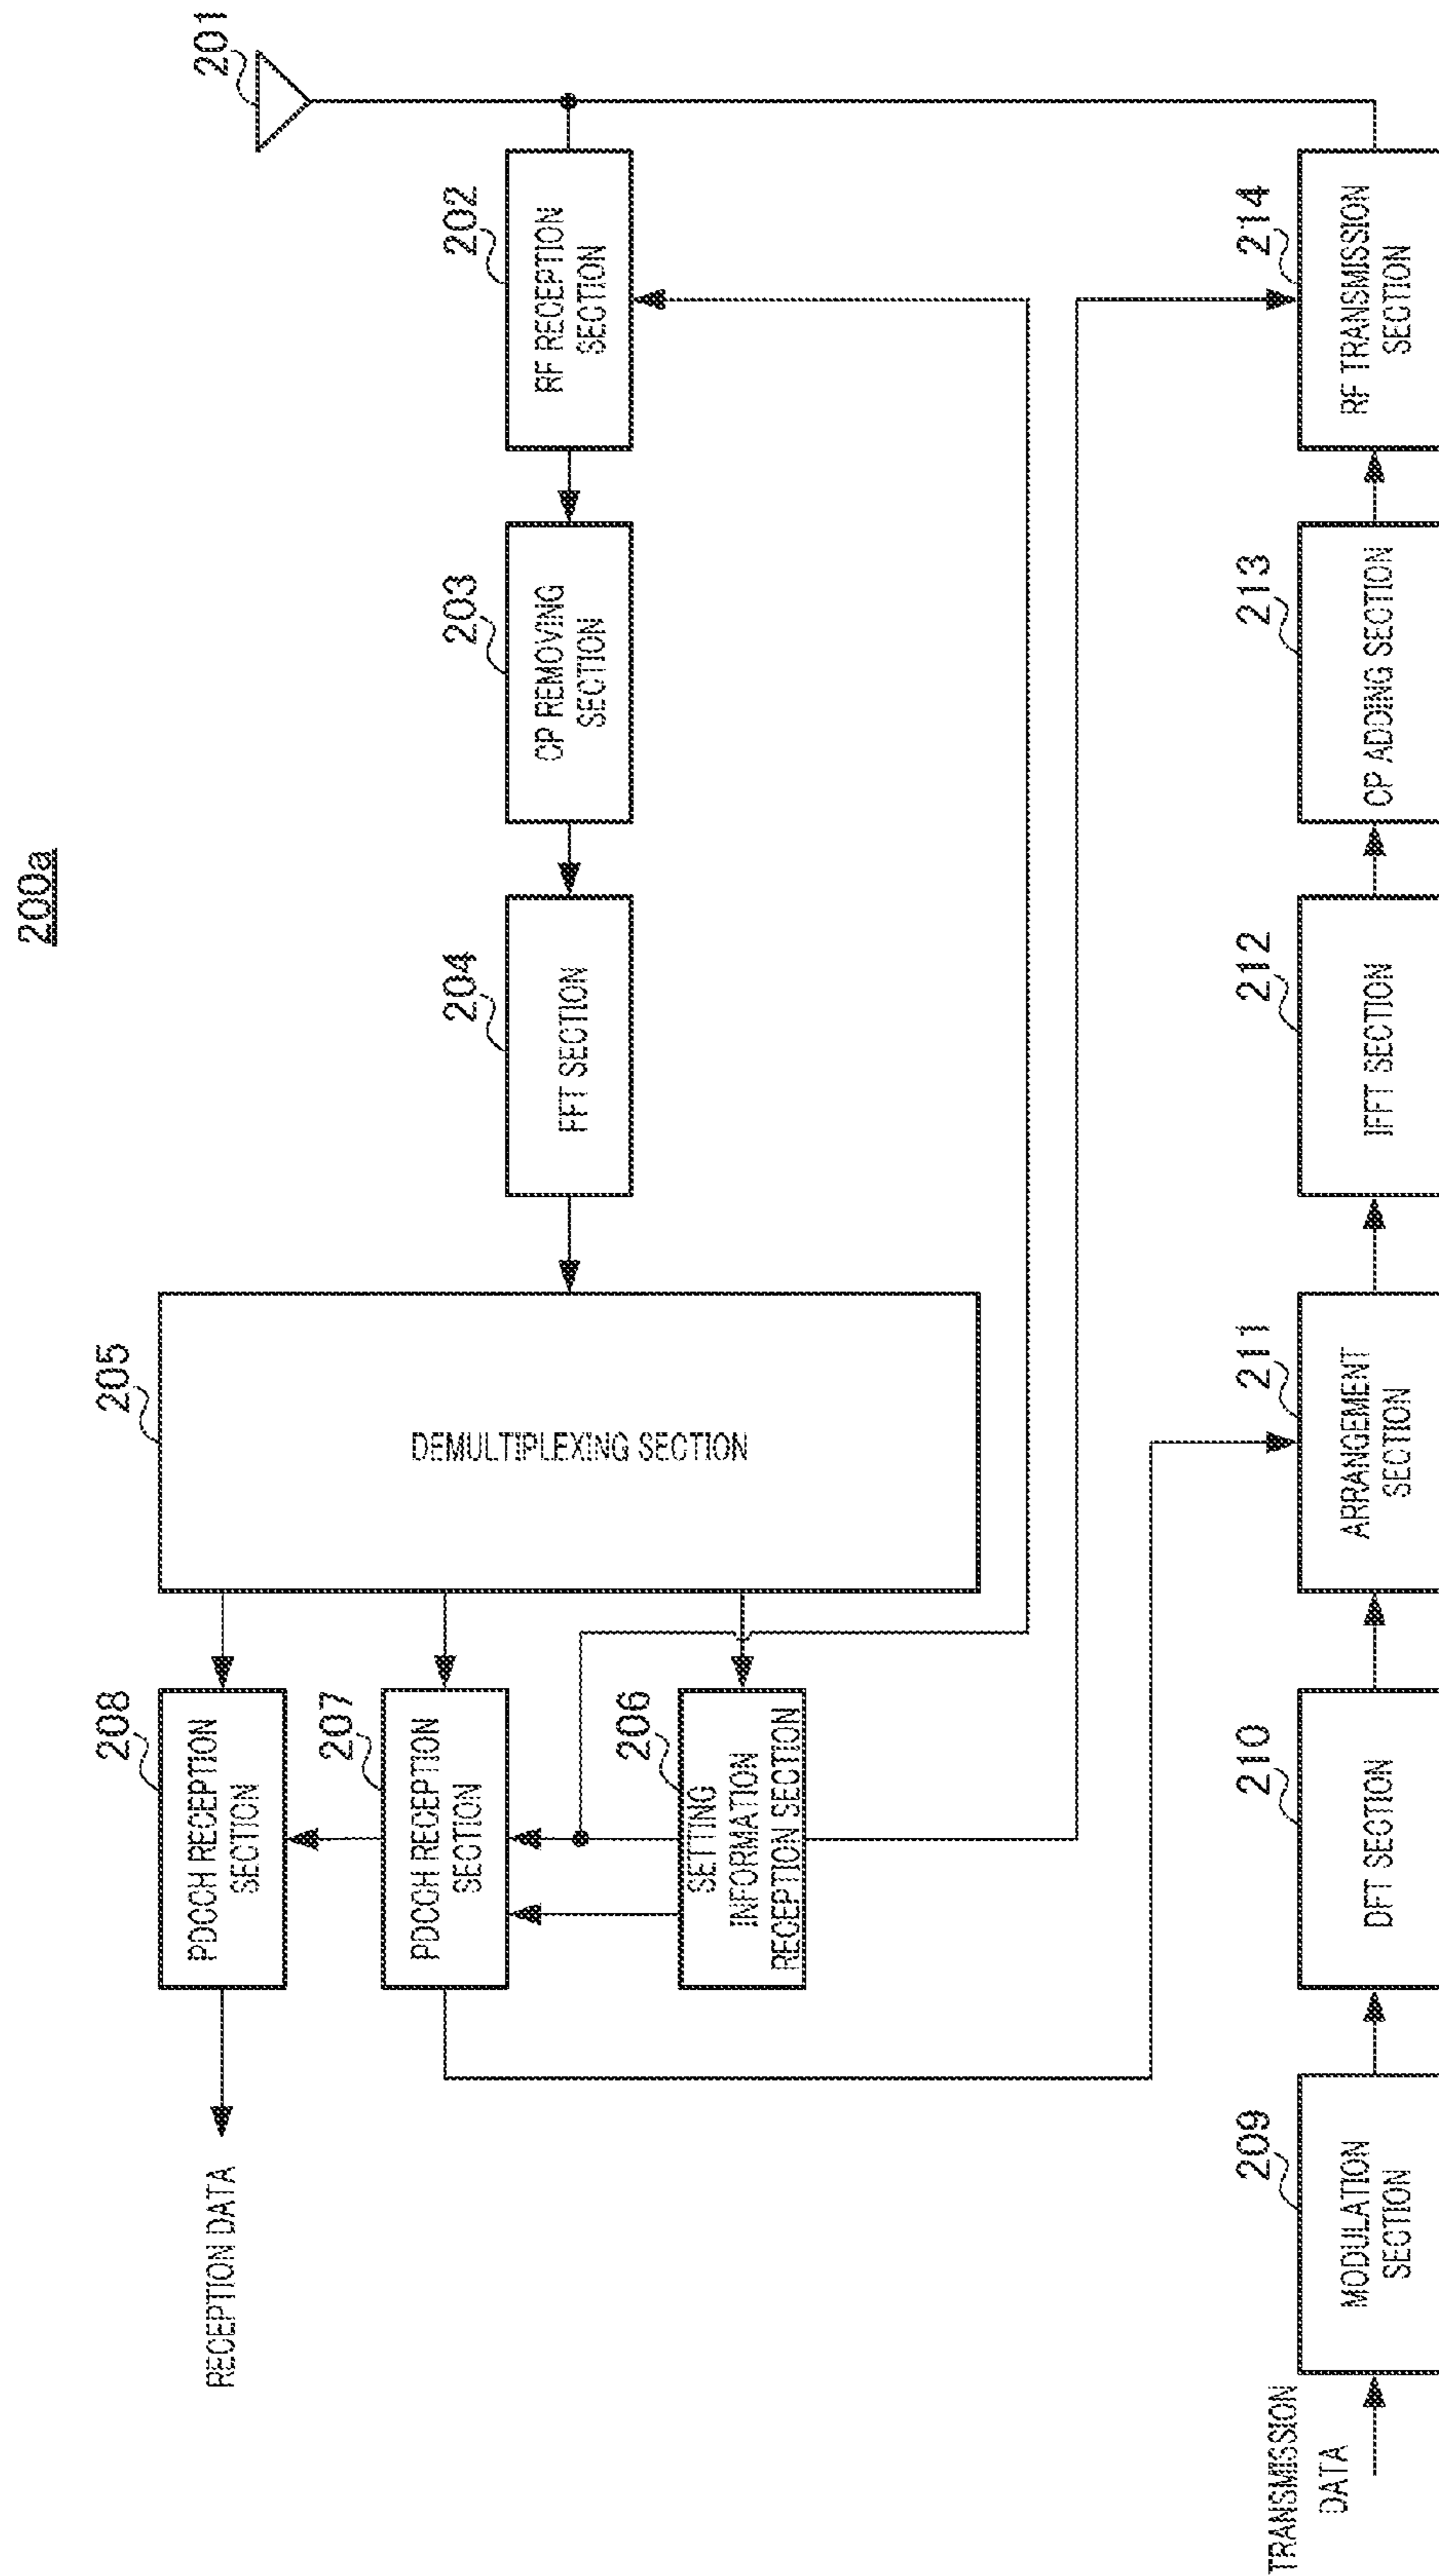 200a
RECEPTION DATA
208
PDCCH RECEPTION
SECTION
207
PDCCH RECEPTION
SECTION
206
SETTING
INFORMATION
RECEPTION SECTION
205
DEMULTIPLEXING SECTION
204
FFT SECTION
203
CP REMOVING
SECTION
202
RF RECEPTION
SECTION
201
TRANSMISSION
DATA
209
MODULATION
SECTION
210
DFT SECTION
211
ARRANGEMENT
SECTION
212
IFFT SECTION
213
CP ADDING SECTION
214
RF TRANSMISSION
SECTION